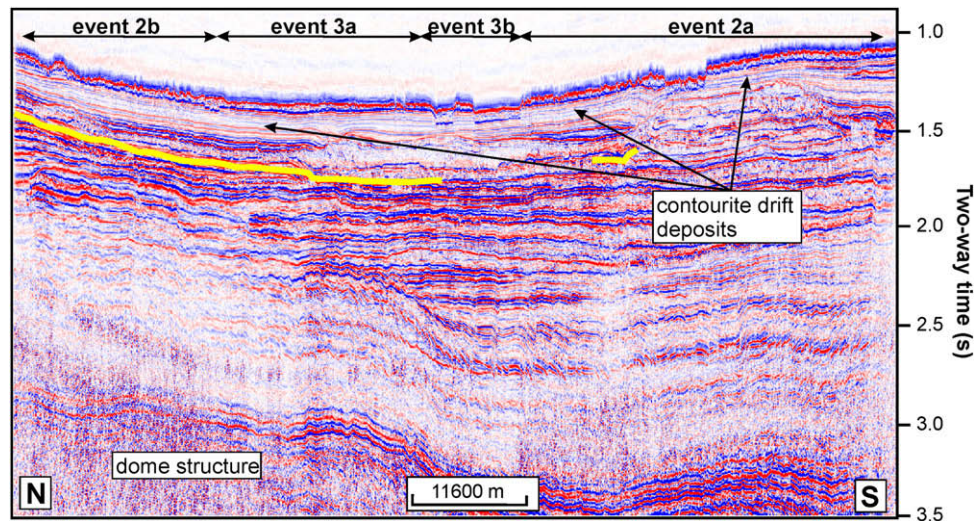 event 2b
event 3a
event 3b
event 2a
1.0
1.5
2.0
2.5
3.0
3.5
Two-way time (s)
contourite drift
deposits
dome structure
N
11600 m
S